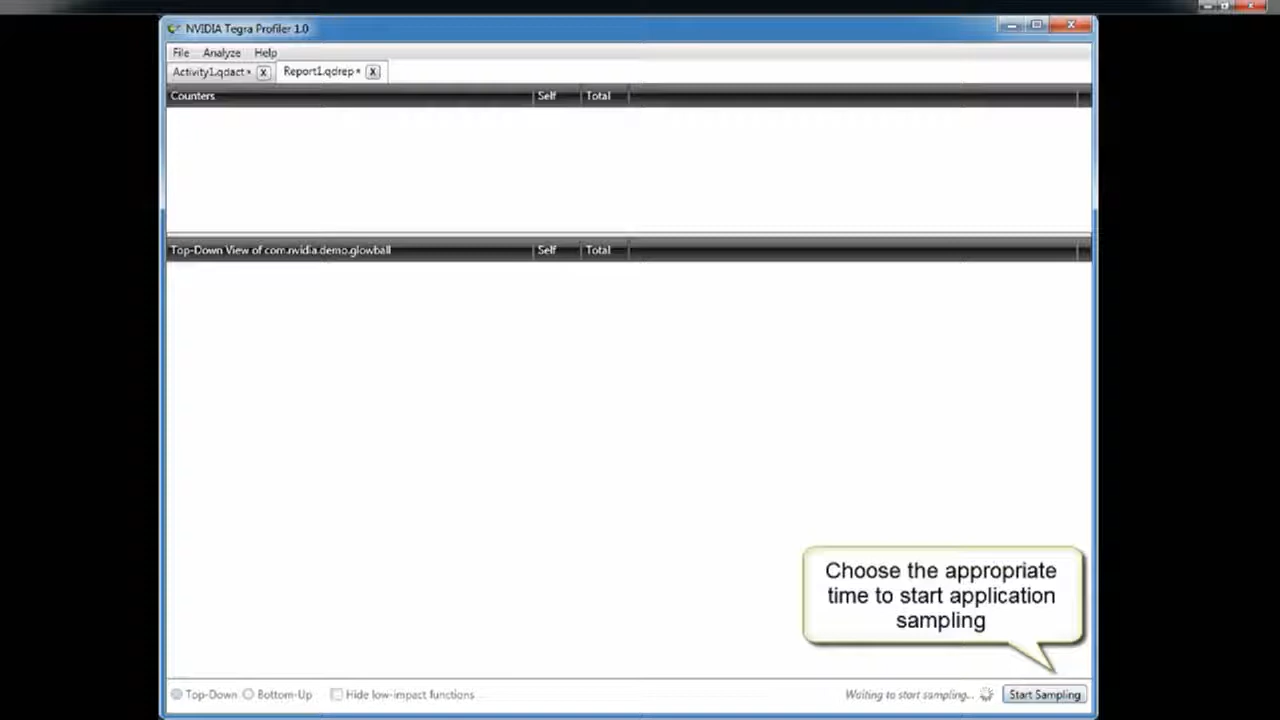 NVIDIA Tegra Profiler 1.0
File Analyze Help
Activity1.qdact* X Report1.qdrep* X
Counters Self Total
Top-Down View of com.nvidia.demo.glowball Self Total
Choose the appropriate
time to start application
sampling
Top-Down Bottom-Up Hide low-impact functions Waiting to start sampling... Start Sampling